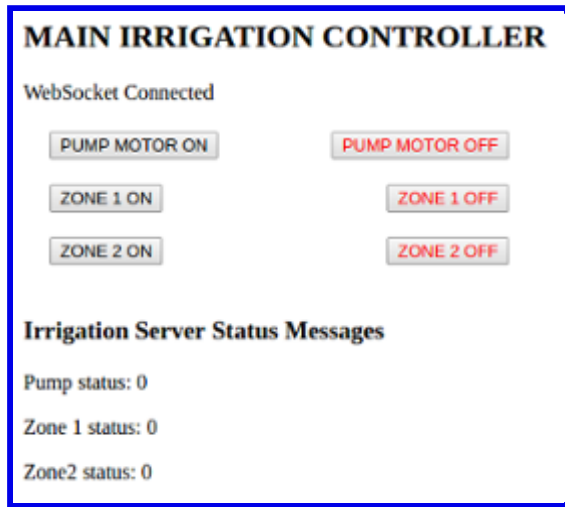 MAIN IRRIGATION CONTROLLER
WebSocket Connected
PUMP MOTOR ON PUMP MOTOR OFF
ZONE 1 ON ZONE 1 OFF
ZONE 2 ON ZONE 2 OFF
Irrigation Server Status Messages
Pump status: 0
Zone 1 status: 0
Zone2 status: 0